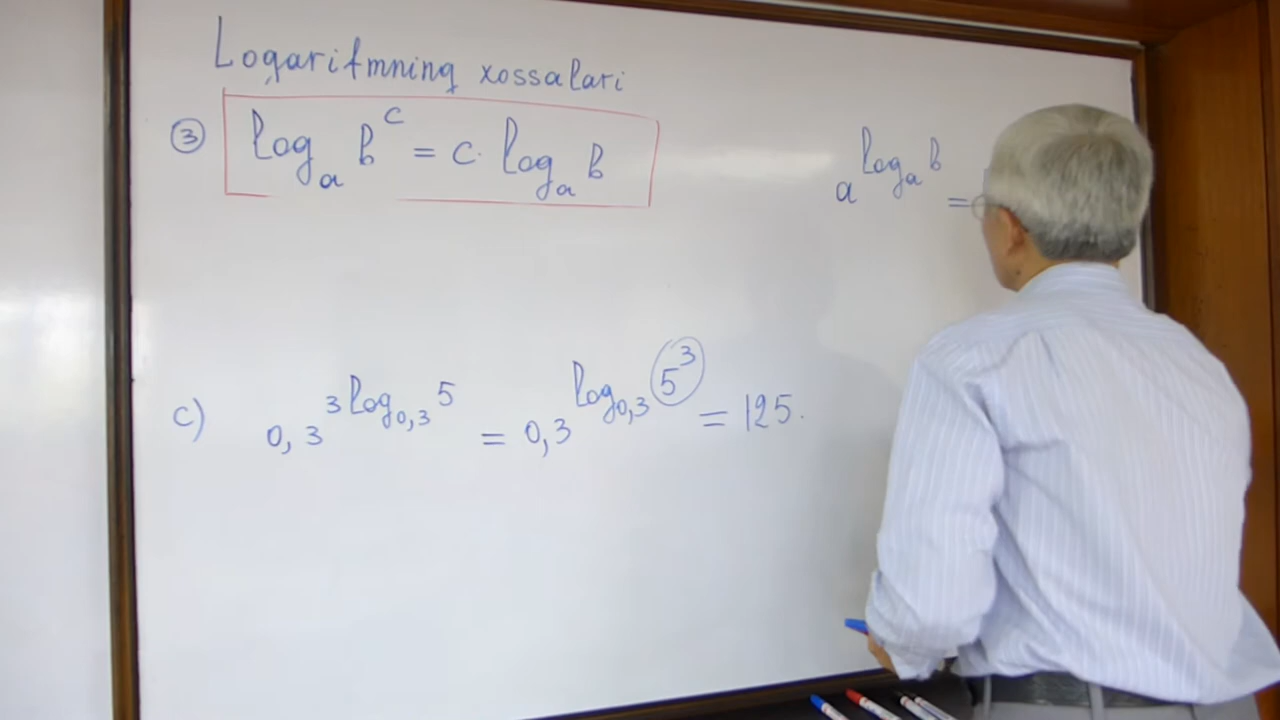 Logaritmning xossalari
③ log_a b^c = c · log_a b
a^{log_a b} =
c) 0,3^{3 log_{0,3} 5} = 0,3^{log_{0,3} 5^3} = 125.